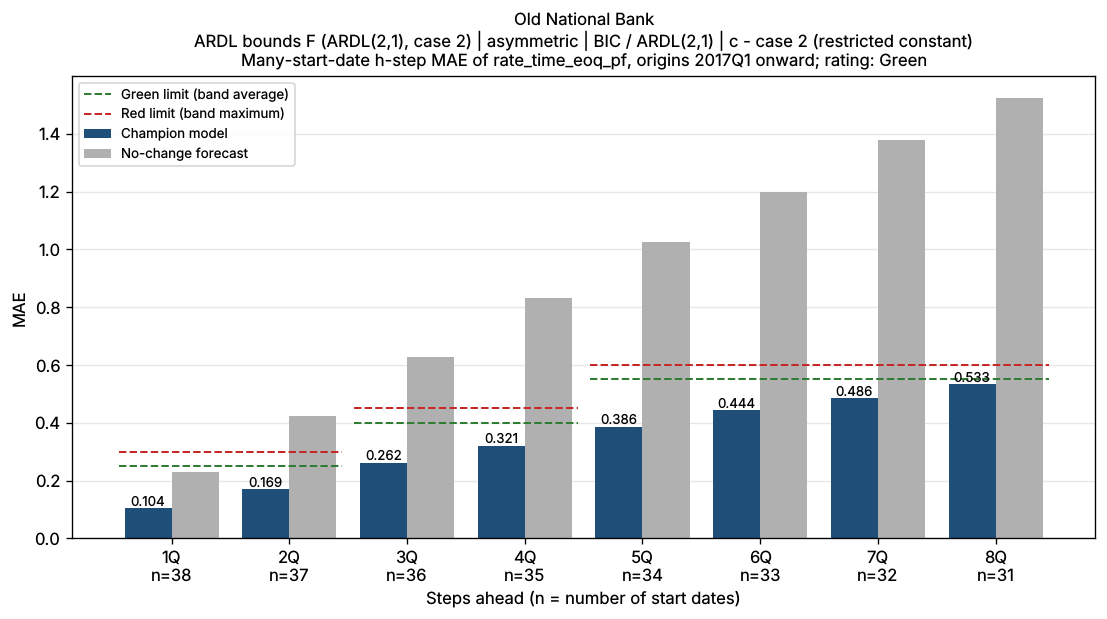 Old National Bank
ARDL bounds F (ARDL(2,1), case 2) | asymmetric | BIC / ARDL(2,1) | c - case 2 (restricted constant)
Many-start-date h-step MAE of rate_time_eoq_pf, origins 2017Q1 onward; rating: Green
Green limit (band average)
Red limit (band maximum)
Champion model
No-change forecast
MAE
1.4
1.2
1.0
0.8
0.6
0.4
0.2
0.0
0.104
0.169
0.262
0.321
0.386
0.444
0.486
0.533
1Q 2Q 3Q 4Q 5Q 6Q 7Q 8Q
n=38 n=37 n=36 n=35 n=34 n=33 n=32 n=31
Steps ahead (n = number of start dates)